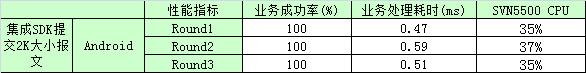 性能指标 业务成功率(%) 业务处理耗时(ms) SVN5500 CPU
集成SDK提交2K大小报文 Android Round1 100 0.47 35%
Round2 100 0.59 37%
Round3 100 0.51 35%